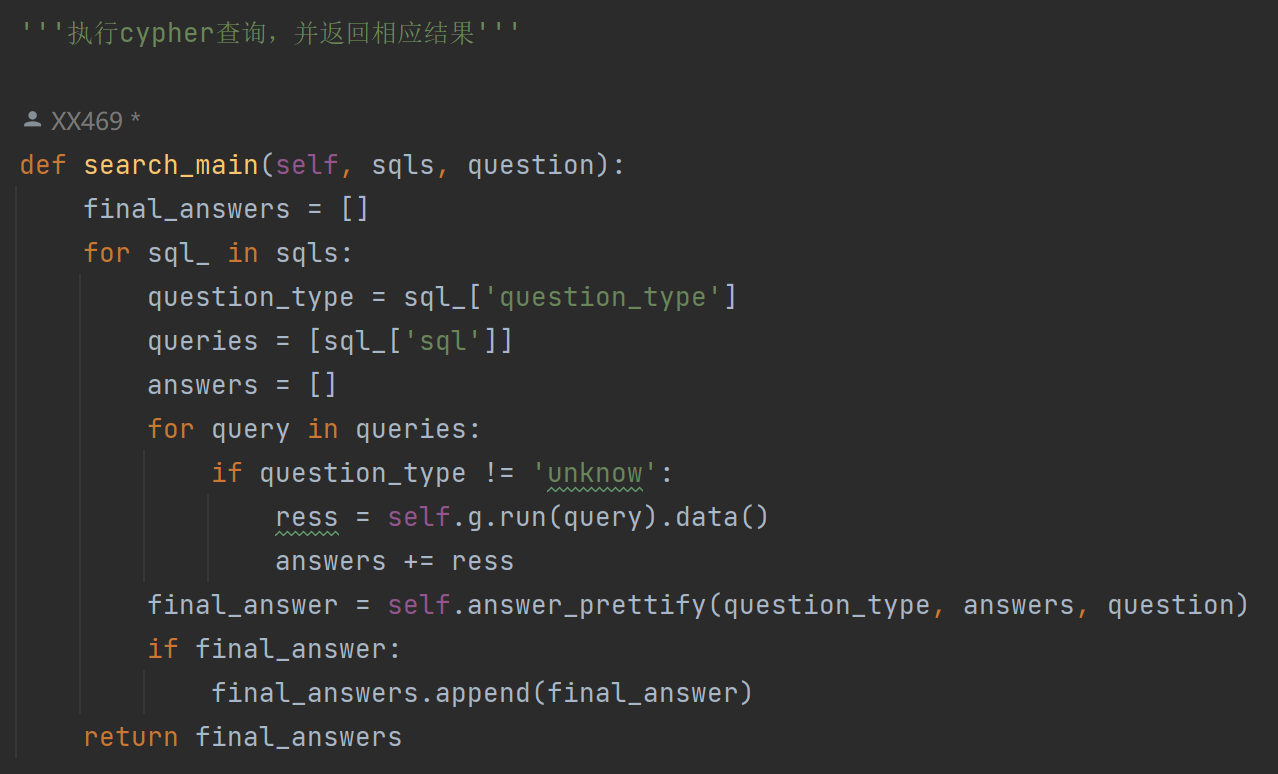 '''执行cypher查询，并返回相应结果'''
XX469 *
def search_main(self, sqls, question):
    final_answers = []
    for sql_ in sqls:
        question_type = sql_['question_type']
        queries = [sql_['sql']]
        answers = []
        for query in queries:
            if question_type != 'unknow':
                ress = self.g.run(query).data()
                answers += ress
        final_answer = self.answer_prettify(question_type, answers, question)
        if final_answer:
            final_answers.append(final_answer)
    return final_answers